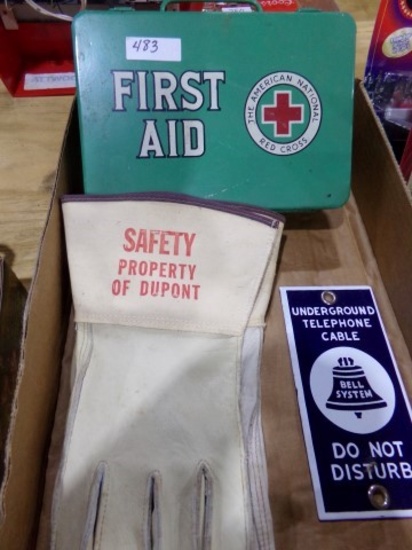 483
FIRST
AID
THE AMERICAN NATIONAL
RED CROSS
SAFETY
PROPERTY
OF DUPONT
UNDERGROUND
TELEPHONE
CABLE
BELL
SYSTEM
DO NOT
DISTURB